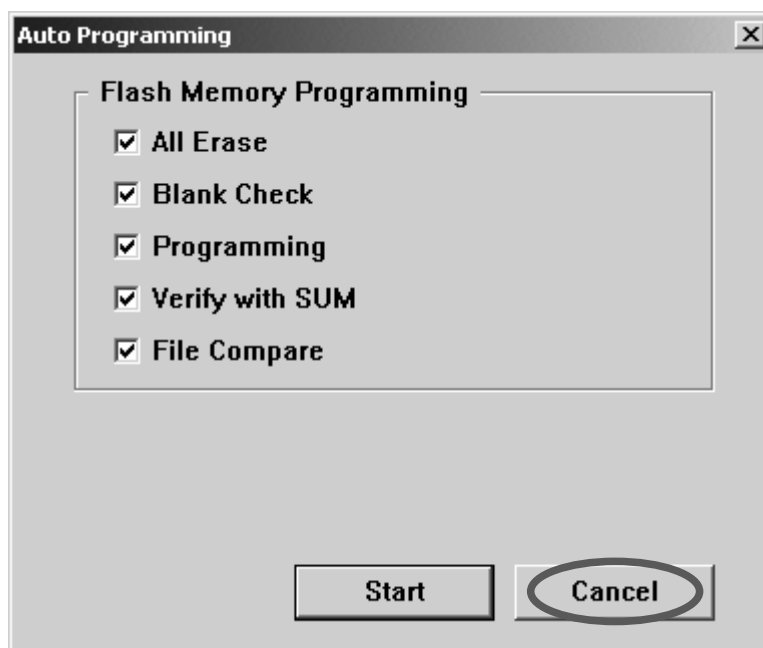 Auto Programming
Flash Memory Programming
All Erase
Blank Check
Programming
Verify with SUM
File Compare
Start Cancel